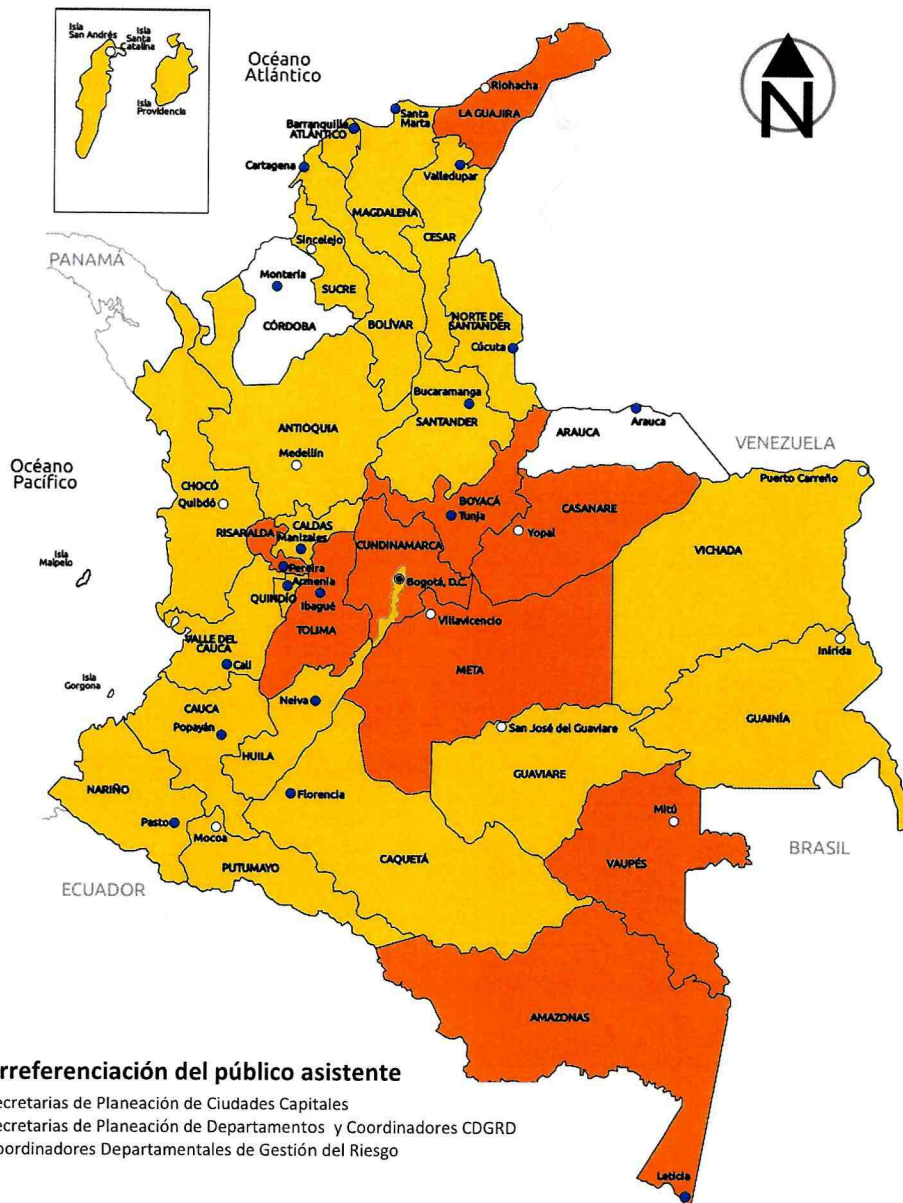 Isla
San Andrés
Isla
Santa
Catalina
Isla
Providencia
Océano
Atlántico
N
Riohacha
LA GUAJIRA
Santa
Marta
Barranquilla
ATLÁNTICO
Cartagena
Valledupar
MAGDALENA
CESAR
Sincelejo
PANAMÁ
Montería
SUCRE
CÓRDOBA
BOLÍVAR
NORTE DE
SANTANDER
Cúcuta
Bucaramanga
SANTANDER
ANTIOQUIA
ARAUCA
Arauca
VENEZUELA
Medellín
Océano
Pacífico
Puerto Carreño
CHOCÓ
Quibdó
BOYACÁ
Tunja
CASANARE
RISARALDA
CALDAS
Manizales
CUNDINAMARCA
Yopal
VICHADA
Isla
Malpelo
Pereira
Armenia
QUINDÍO
Ibagué
Bogotá, D.C.
TOLIMA
Villavicencio
VALLE DEL
CAUCA
Cali
Inírida
META
Isla
Gorgona
Neiva
CAUCA
Popayán
GUAINÍA
San José del Guaviare
HUILA
GUAVIARE
NARIÑO
Florencia
Pasto
Mocoa
Mitú
BRASIL
CAQUETÁ
VAUPÉS
PUTUMAYO
ECUADOR
AMAZONAS
rreferenciación del público asistente
ecretarias de Planeación de Ciudades Capitales
ecretarias de Planeación de Departamentos y Coordinadores CDGRD
oordinadores Departamentales de Gestión del Riesgo
Leticia